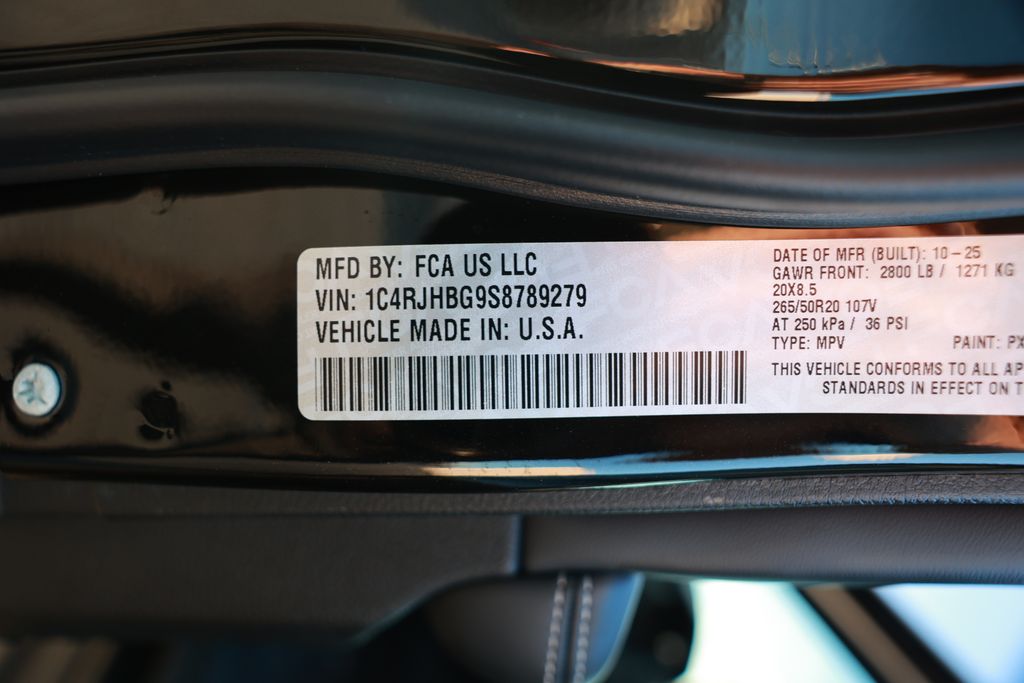 MFD BY: FCA US LLC
VIN: 1C4RJHBG9S8789279
VEHICLE MADE IN: U.S.A.
DATE OF MFR (BUILT): 10-25
GAWR FRONT: 2800 LB / 1271 KG
20X8.5
265/50R20 107V
AT 250 kPa / 36 PSI
TYPE: MPV PAINT: PX
THIS VEHICLE CONFORMS TO ALL AP
STANDARDS IN EFFECT ON T